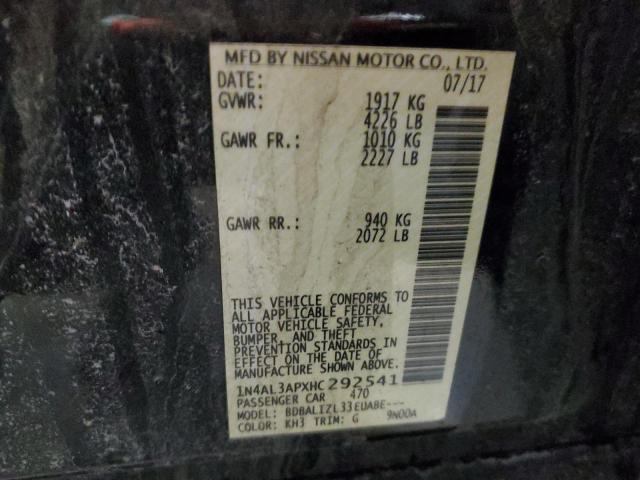 MFD BY NISSAN MOTOR CO., LTD.
DATE: 07/17
GVWR: 1917 KG
4226 LB
GAWR FR.: 1010 KG
2227 LB
GAWR RR.: 940 KG
2072 LB
THIS VEHICLE CONFORMS TO
ALL APPLICABLE FEDERAL
MOTOR VEHICLE SAFETY,
BUMPER, AND THEFT
PREVENTION STANDARDS IN
EFFECT ON THE DATE OF
MANUFACTURE SHOWN ABOVE.
1N4AL3APXHC292541
PASSENGER CAR 470
MODEL: BDBALIZL33EUABE---
COLOR: KH3 TRIM: G 9N00A